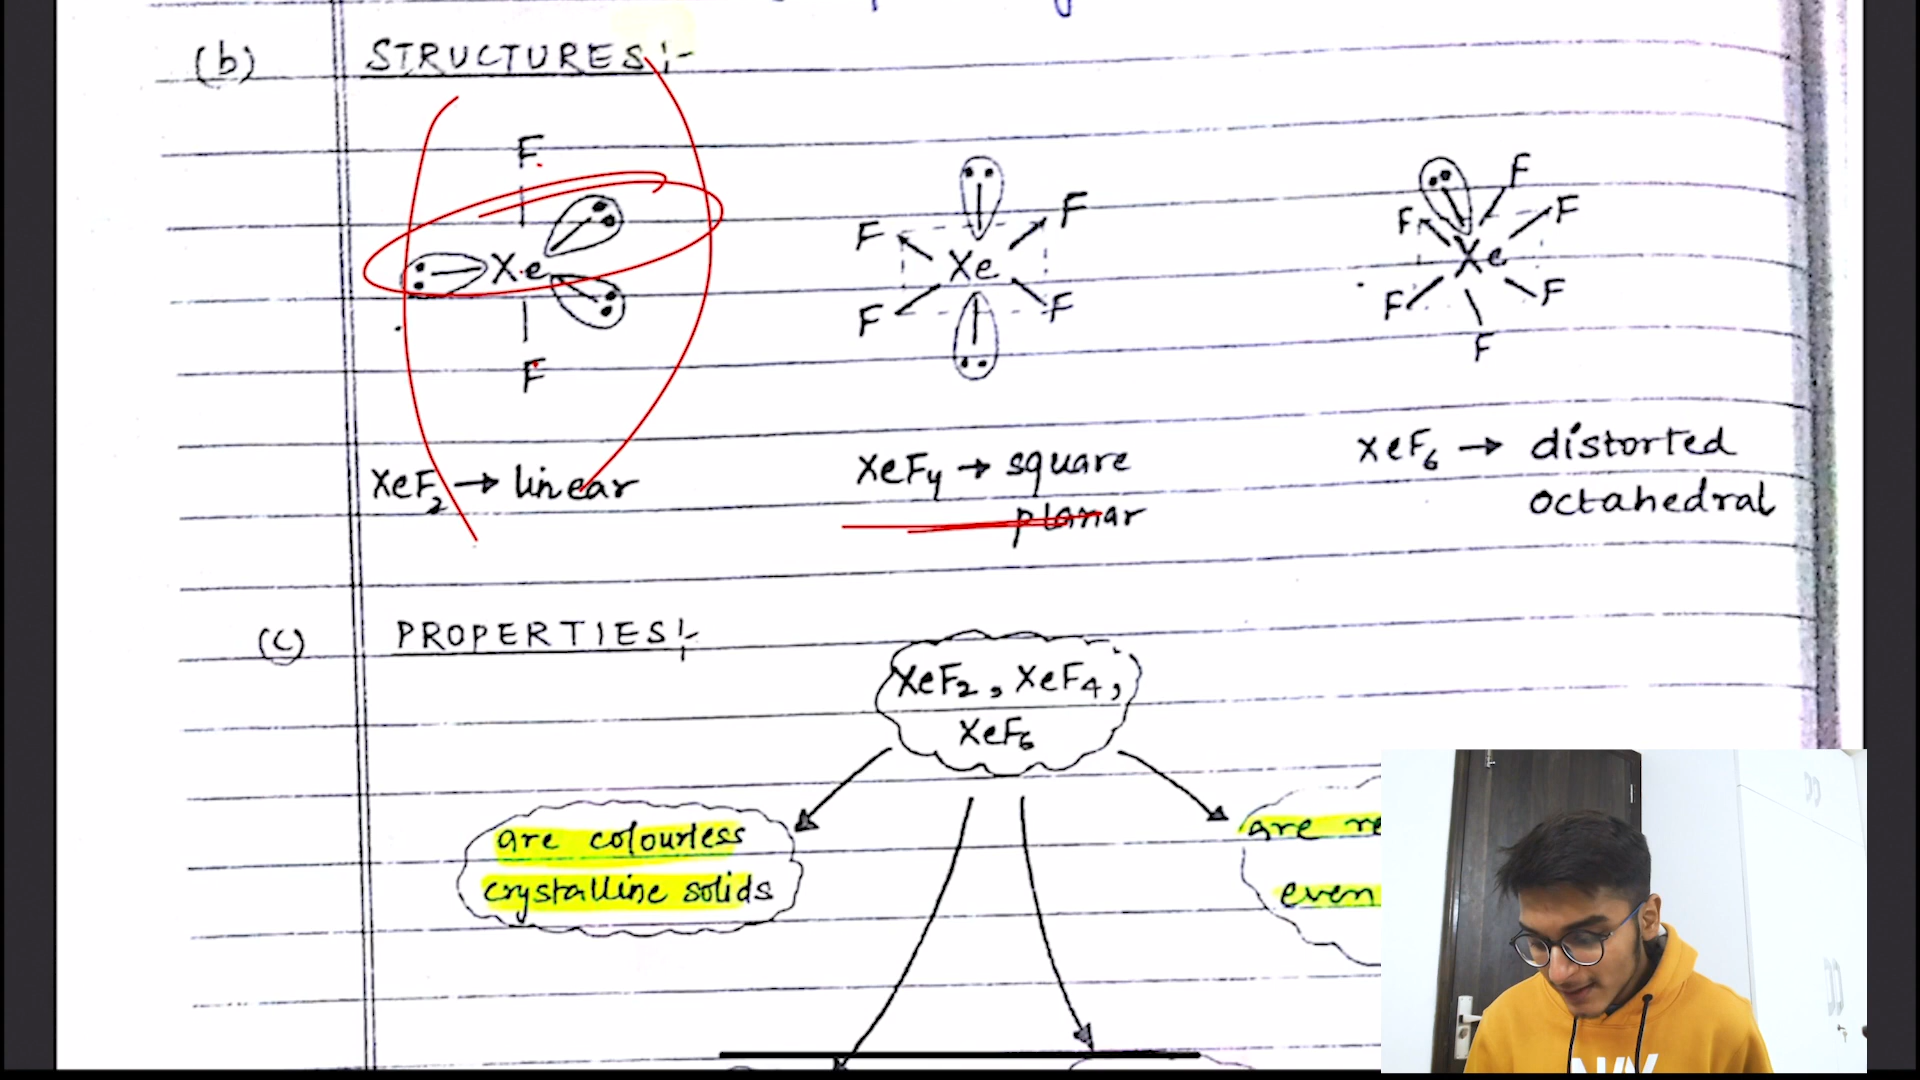 (b) STRUCTURES:-
F
F F F F
Xe Xe Xe
F F F F
F F
XeF2 → linear XeF4 → square planar XeF6 → distorted octahedral
(c) PROPERTIES:-
XeF2, XeF4,
XeF6
are colourless
crystalline solids
are re
even